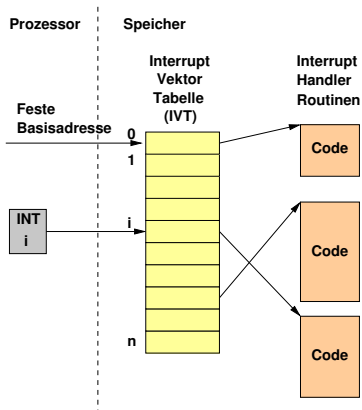 Prozessor
Speicher
Interrupt
Vektor
Tabelle
(IVT)
Interrupt
Handler
Routinen
Feste
Basisadresse
0
1
Code
INT
i
i
Code
n
Code